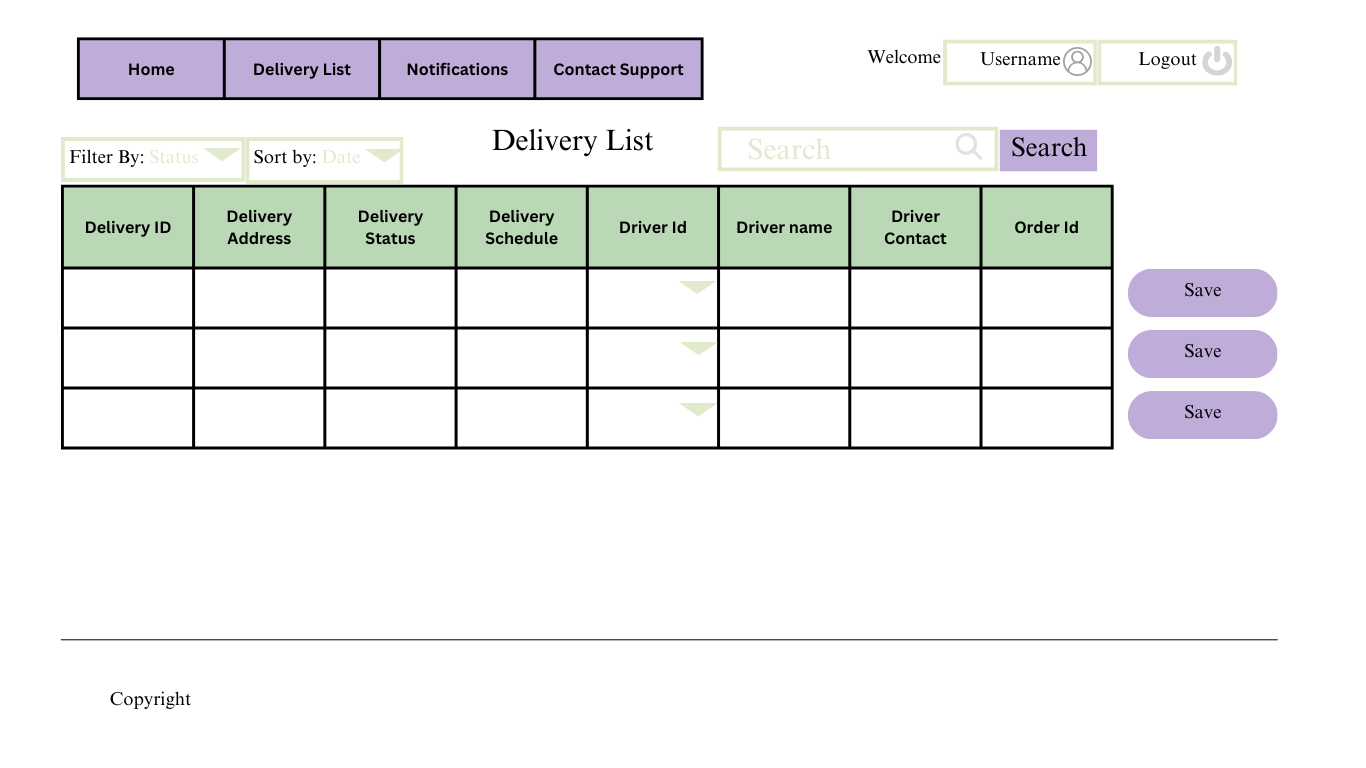 Home Delivery List Notifications Contact Support
Welcome Username Logout
Filter By: Status Sort by: Date
Delivery List
Search Search
Delivery ID Delivery Address Delivery Status Delivery Schedule Driver Id Driver name Driver Contact Order Id
Save
Save
Save
Copyright